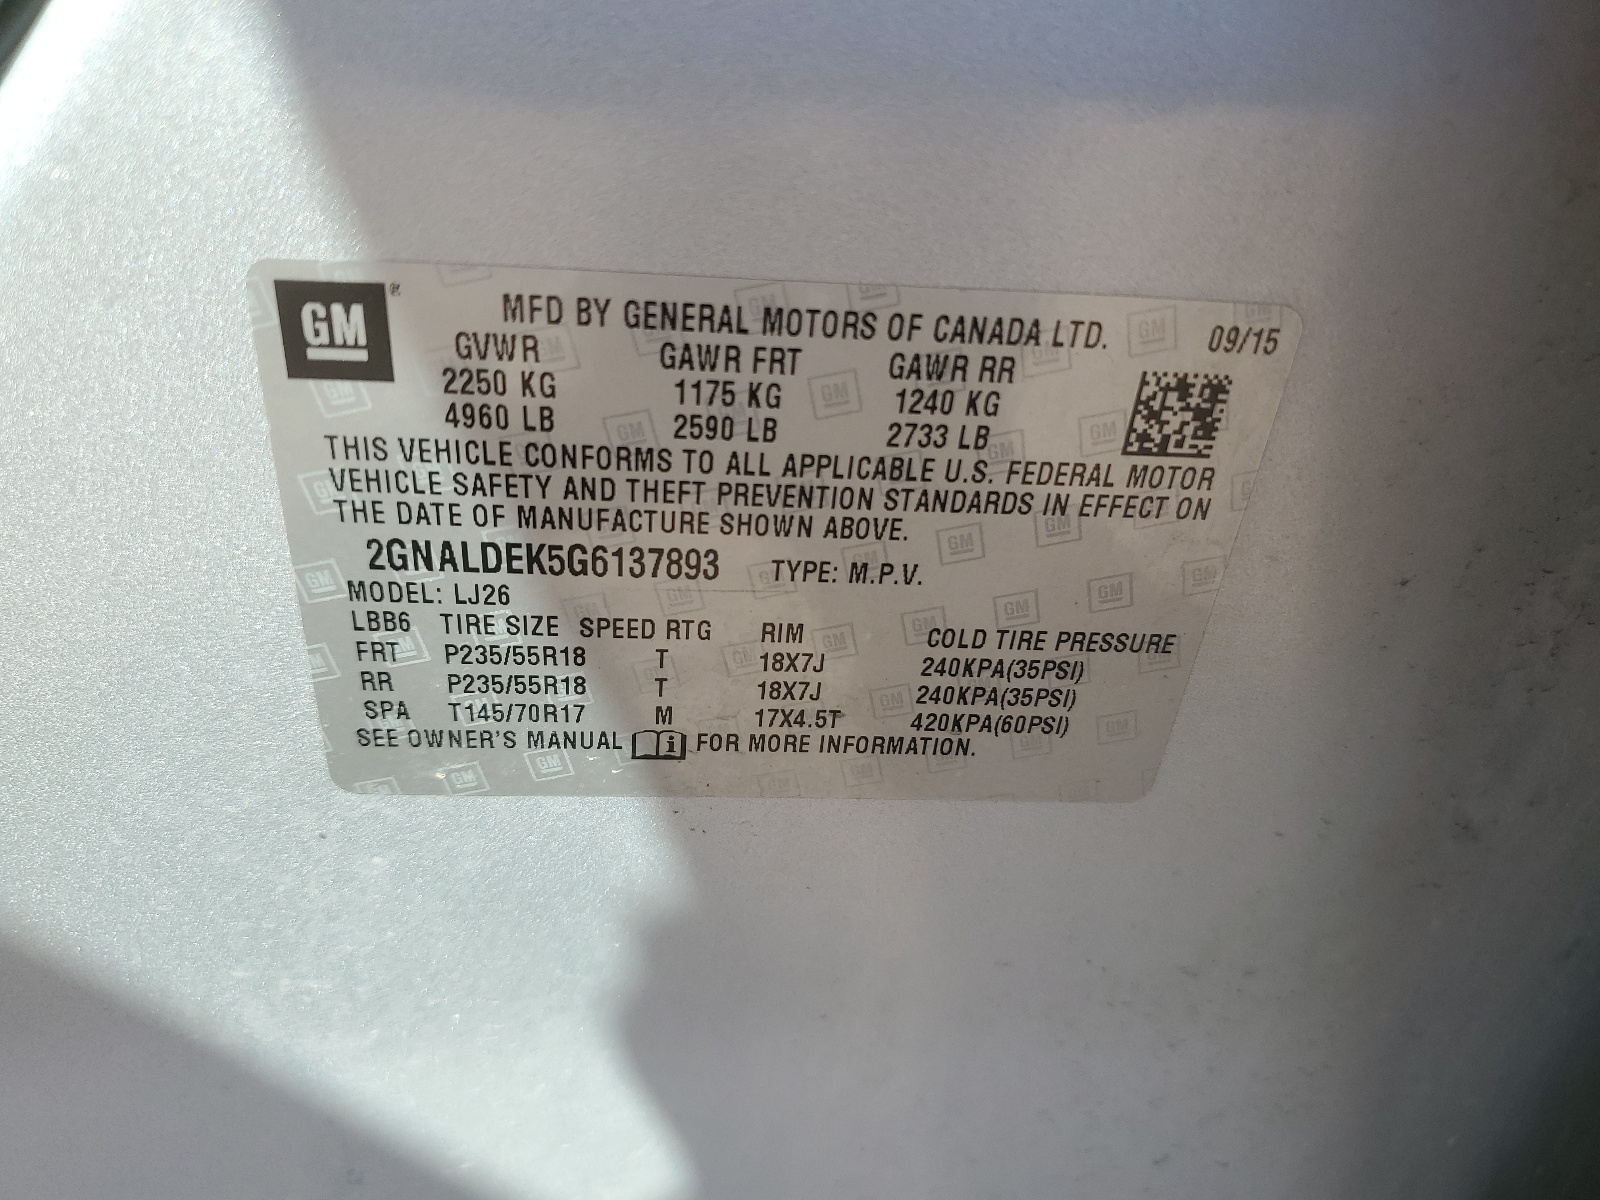 GM ®
MFD BY GENERAL MOTORS OF CANADA LTD. 09/15
GVWR GAWR FRT GAWR RR
2250 KG 1175 KG 1240 KG
4960 LB 2590 LB 2733 LB
THIS VEHICLE CONFORMS TO ALL APPLICABLE U.S. FEDERAL MOTOR
VEHICLE SAFETY AND THEFT PREVENTION STANDARDS IN EFFECT ON
THE DATE OF MANUFACTURE SHOWN ABOVE.
2GNALDEK5G6137893 TYPE: M.P.V.
MODEL: LJ26
LBB6 TIRE SIZE SPEED RTG RIM COLD TIRE PRESSURE
FRT P235/55R18 T 18X7J 240KPA(35PSI)
RR P235/55R18 T 18X7J 240KPA(35PSI)
SPA T145/70R17 M 17X4.5T 420KPA(60PSI)
SEE OWNER'S MANUAL i FOR MORE INFORMATION.